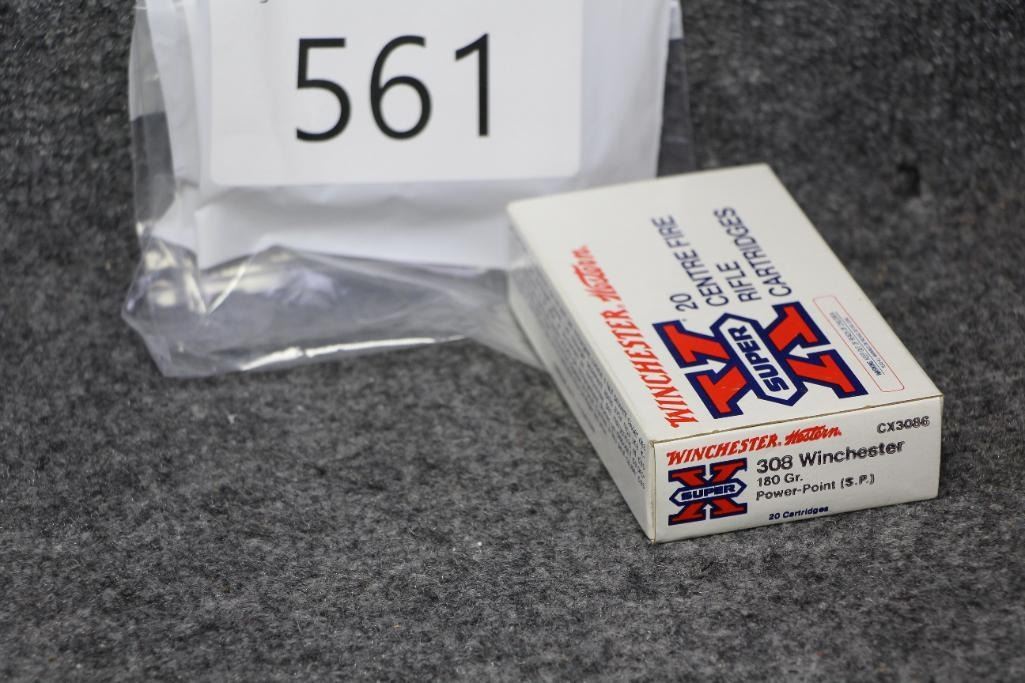 561
WINCHESTER Western
20
CENTRE FIRE
RIFLE
CARTRIDGES
X
SUPER
WINCHESTER Western
CX3086
X
SUPER
308 Winchester
180 Gr.
Power-Point (S.P.)
20 Cartridges